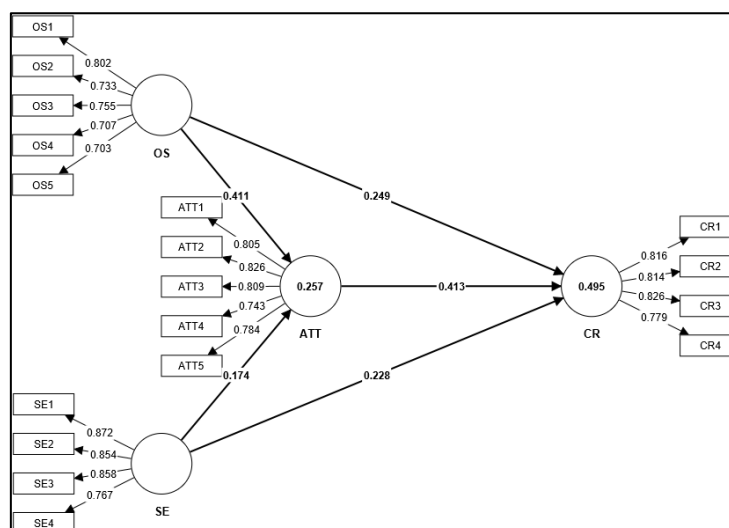 OS1
OS2
OS3
OS4
OS5
0.802
0.733
0.755
0.707
0.703
OS
0.411
0.249
ATT1
ATT2
ATT3
ATT4
ATT5
0.805
0.826
0.809
0.743
0.784
0.257
ATT
0.413
0.495
CR
0.816
0.814
0.826
0.779
CR1
CR2
CR3
CR4
0.174
0.228
SE1
SE2
SE3
SE4
0.872
0.854
0.858
0.767
SE